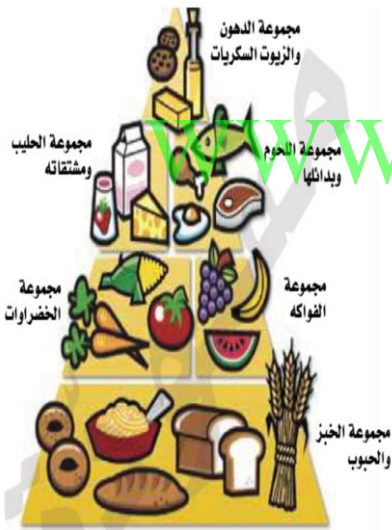 مجموعة الدهون
والزيوت السكريات
مجموعة الحليب
ومشتقاته
مجموعة اللحوم
وبدائلها
WWW
مجموعة
الخضراوات
مجموعة
الفواكه
مجموعة الخبز
والحبوب